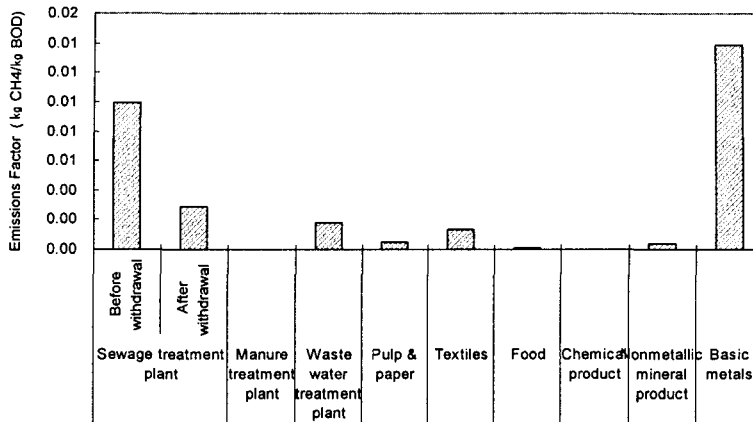 Emissions Factor ( kg CH4/kg BOD)
0.02
0.01
0.01
0.01
0.01
0.01
0.00
0.00
0.00
Before
withdrawal
After
withdrawal
Sewage treatment
plant
Manure
treatment
plant
Waste
water
treatment
plant
Pulp &
paper
Textiles
Food
Chemical
product
Nonmetallic
mineral
product
Basic
metals